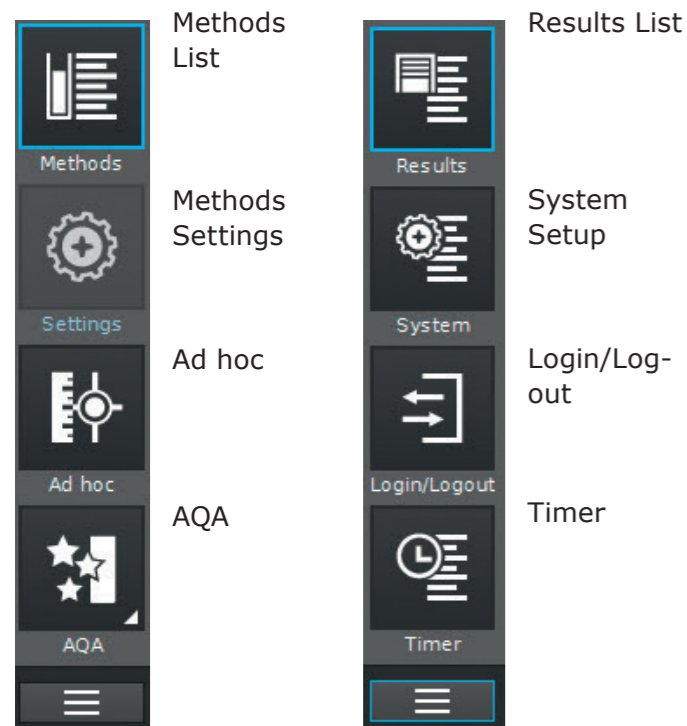 Methods
List
Methods
Methods
Settings
Settings
Ad hoc
Ad hoc
AQA
AQA
Results List
Results
System
Setup
System
Login/Log-
out
Login/Logout
Timer
Timer